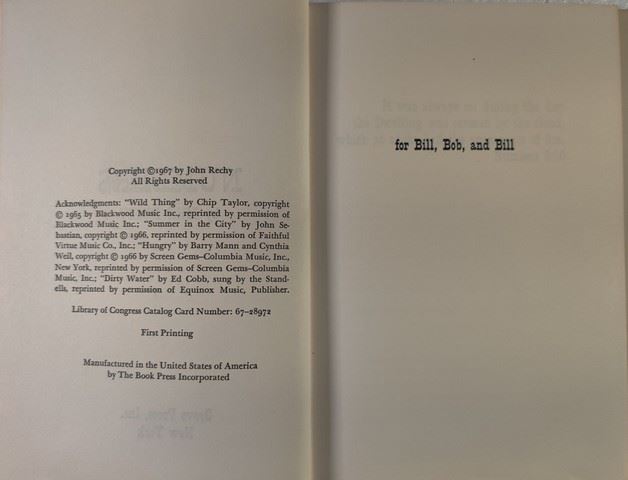 Copyright ©1967 by John Rechy
All Rights Reserved
Acknowledgments: "Wild Thing" by Chip Taylor, copyright
© 1965 by Blackwood Music Inc., reprinted by permission of
Blackwood Music Inc.; "Summer in the City" by John Se-
bastian, copyright © 1966, reprinted by permission of Faithful
Virtue Music Co., Inc.; "Hungry" by Barry Mann and Cynthia
Weil, copyright © 1966 by Screen Gems–Columbia Music, Inc.,
New York, reprinted by permission of Screen Gems–Columbia
Music, Inc.; "Dirty Water" by Ed Cobb, sung by the Stand-
ells, reprinted by permission of Equinox Music, Publisher.
Library of Congress Catalog Card Number: 67–28972
First Printing
Manufactured in the United States of America
by The Book Press Incorporated
Grove Press, Inc.
New York
for Bill, Bob, and Bill